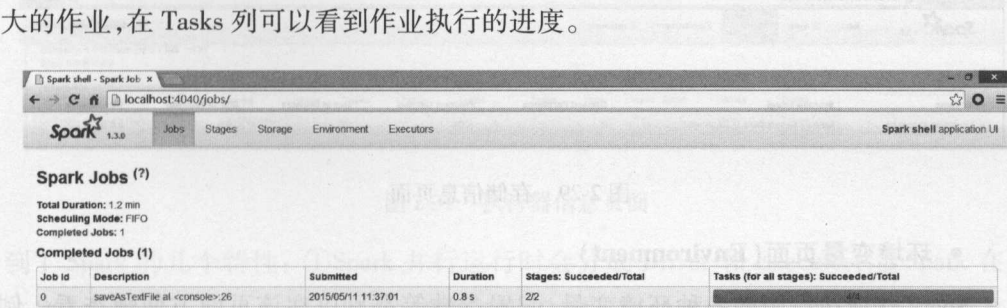 大的作业,在 Tasks 列可以看到作业执行的进度。
Spark shell - Spark Job ×
localhost:4040/jobs/
Spark 1.3.0 Jobs Stages Storage Environment Executors Spark shell application UI
Spark Jobs (?)
Total Duration: 1.2 min
Scheduling Mode: FIFO
Completed Jobs: 1
Completed Jobs (1)
Job Id Description Submitted Duration Stages: Succeeded/Total Tasks (for all stages): Succeeded/Total
0 saveAsTextFile at <console>:26 2015/05/11 11:37:01 0.8 s 2/2 4/4